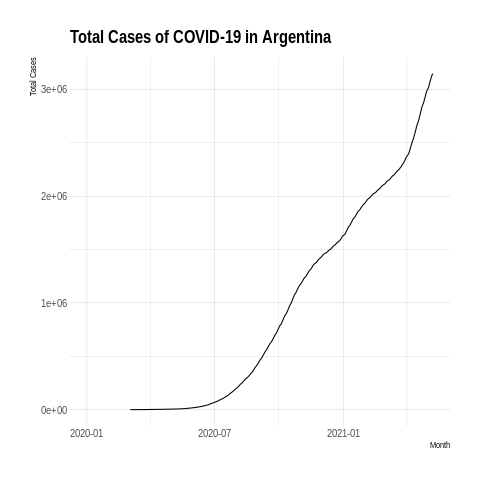 Total Cases of COVID-19 in Argentina
Total Cases
3e+06
2e+06
1e+06
0e+00
2020-01
2020-07
2021-01
Month